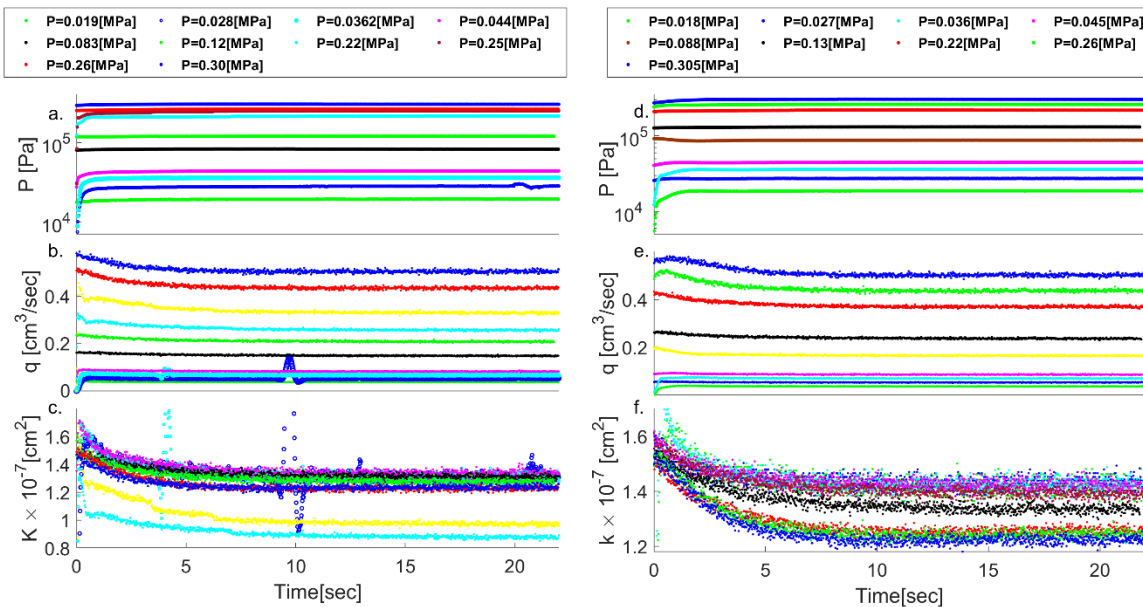 P=0.019[MPa] P=0.028[MPa] P=0.0362[MPa] P=0.044[MPa]
P=0.083[MPa] P=0.12[MPa] P=0.22[MPa] P=0.25[MPa]
P=0.26[MPa] P=0.30[MPa]
P=0.018[MPa] P=0.027[MPa] P=0.036[MPa] P=0.045[MPa]
P=0.088[MPa] P=0.13[MPa] P=0.22[MPa] P=0.26[MPa]
P=0.305[MPa]
a.
P [Pa]
10^5
10^4
b.
q [cm^3/sec]
0.4
0.2
0
c.
K × 10^-7 [cm^2]
1.6
1.4
1.2
1
0.8
0 5 10 15 20
Time[sec]
d.
P [Pa]
10^5
10^4
e.
q [cm^3/sec]
0.4
0.2
f.
k × 10^-7 [cm^2]
1.6
1.4
1.2
0 5 10 15 20
Time[sec]